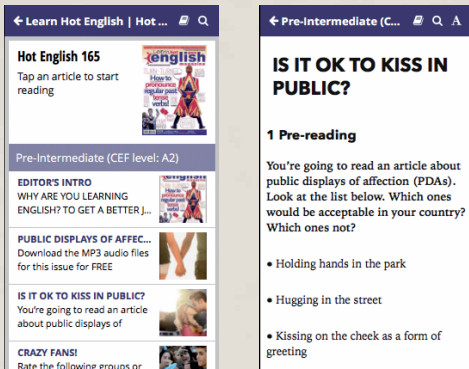 Learn Hot English | Hot ...
Hot English 165
Tap an article to start
reading
english
How to
pronounce
regular past
tense
verbs!
Pre-Intermediate (CEF level: A2)
EDITOR'S INTRO
WHY ARE YOU LEARNING
ENGLISH? TO GET A BETTER J...
PUBLIC DISPLAYS OF AFFEC...
Download the MP3 audio files
for this issue for FREE
IS IT OK TO KISS IN PUBLIC?
You're going to read an article
about public displays of
CRAZY FANS!
Rate the following groups or
Pre-Intermediate (C...
A
IS IT OK TO KISS IN
PUBLIC?
1 Pre-reading
You're going to read an article about
public displays of affection (PDAs).
Look at the list below. Which ones
would be acceptable in your country?
Which ones not?
• Holding hands in the park
• Hugging in the street
• Kissing on the cheek as a form of
greeting